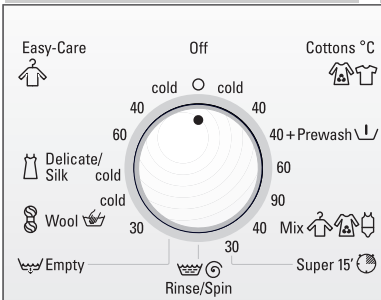 Easy-Care
Off
Cottons °C
cold
cold
40
40
60
40 + Prewash
Delicate/
Silk
cold
60
cold
90
Wool
30
40
Mix
30
Empty
Super 15′
Rinse/Spin